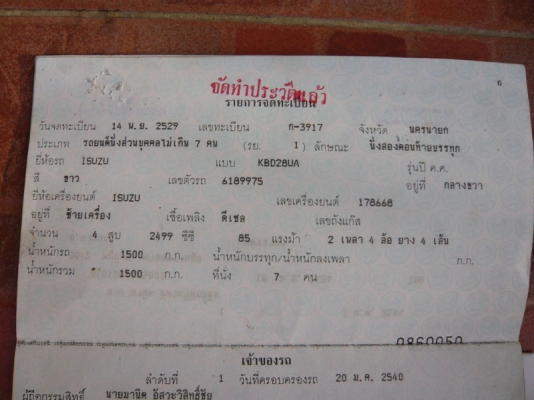 จัดทำประวัติแล้ว
รายการจดทะเบียน
วันจดทะเบียน 14 พ.ย. 2529 เลขทะเบียน ก-3917 จังหวัด นครนายก
ประเภท รถยนต์นั่งส่วนบุคคลไม่เกิน 7 คน (รย. 1) ลักษณะ นั่งสองตอนท้ายบรรทุก
ยี่ห้อรถ ISUZU แบบ KBD28UA รุ่นปี ค.ศ.
สี ขาว เลขตัวรถ 6189975 อยู่ที่ กลางขวา
ยี่ห้อเครื่องยนต์ ISUZU เลขเครื่องยนต์ 178668
อยู่ที่ ซ้ายเครื่อง เชื้อเพลิง ดีเซล เลขถังแก๊ส
จำนวน 4 สูบ 2499 ซีซี 85 แรงม้า 2 เพลา 4 ล้อ ยาง 4 เส้น
น้ำหนักรถ 1500 ก.ก. น้ำหนักบรรทุก/น้ำหนักลงเพลา ก.ก.
น้ำหนักรวม 1500 ก.ก. ที่นั่ง 7 คน
เจ้าของรถ
ลำดับที่ 1 วันที่ครอบครองรถ 20 ม.ค. 2540
ผู้ถือกรรมสิทธิ์ นายมานิต